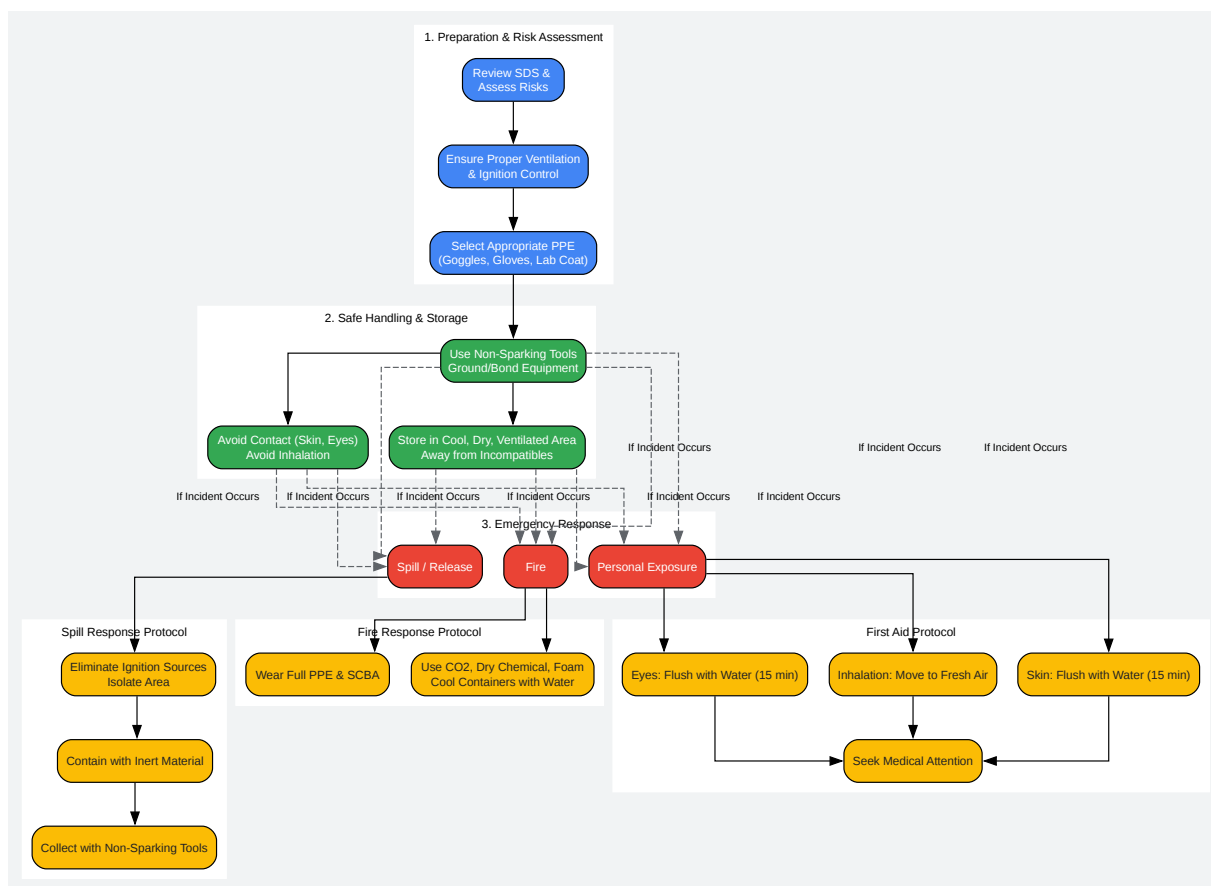 1. Preparation & Risk Assessment
Review SDS &
Assess Risks
Ensure Proper Ventilation
& Ignition Control
Select Appropriate PPE
(Goggles, Gloves, Lab Coat)
2. Safe Handling & Storage
Use Non-Sparking Tools
Ground/Bond Equipment
Avoid Contact (Skin, Eyes)
Avoid Inhalation
Store in Cool, Dry, Ventilated Area
Away from Incompatibles
If Incident Occurs
If Incident Occurs
If Incident Occurs
If Incident Occurs
If Incident Occurs
If Incident Occurs
If Incident Occurs
If Incident Occurs
If Incident Occurs
3. Emergency Response
Spill / Release
Fire
Personal Exposure
Spill Response Protocol
Eliminate Ignition Sources
Isolate Area
Contain with Inert Material
Collect with Non-Sparking Tools
Fire Response Protocol
Wear Full PPE & SCBA
Use CO2, Dry Chemical, Foam
Cool Containers with Water
First Aid Protocol
Eyes: Flush with Water (15 min)
Inhalation: Move to Fresh Air
Skin: Flush with Water (15 min)
Seek Medical Attention